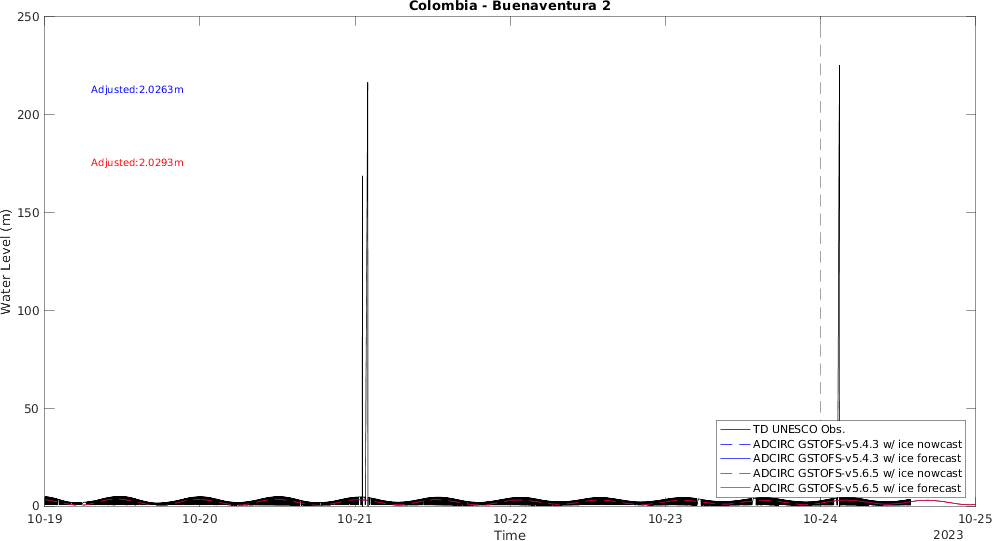 Colombia - Buenaventura 2
250
200
150
100
50
0
Water Level (m)
Adjusted:2.0263m
Adjusted:2.0293m
TD UNESCO Obs.
ADCIRC GSTOFS-v5.4.3 w/ ice nowcast
ADCIRC GSTOFS-v5.4.3 w/ ice forecast
ADCIRC GSTOFS-v5.6.5 w/ ice nowcast
ADCIRC GSTOFS-v5.6.5 w/ ice forecast
10-19 10-20 10-21 10-22 10-23 10-24 10-25
Time
2023